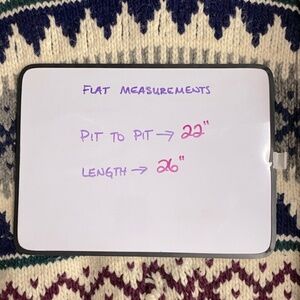 FLAT MEASUREMENTS
PIT TO PIT → 22"
LENGTH → 26"